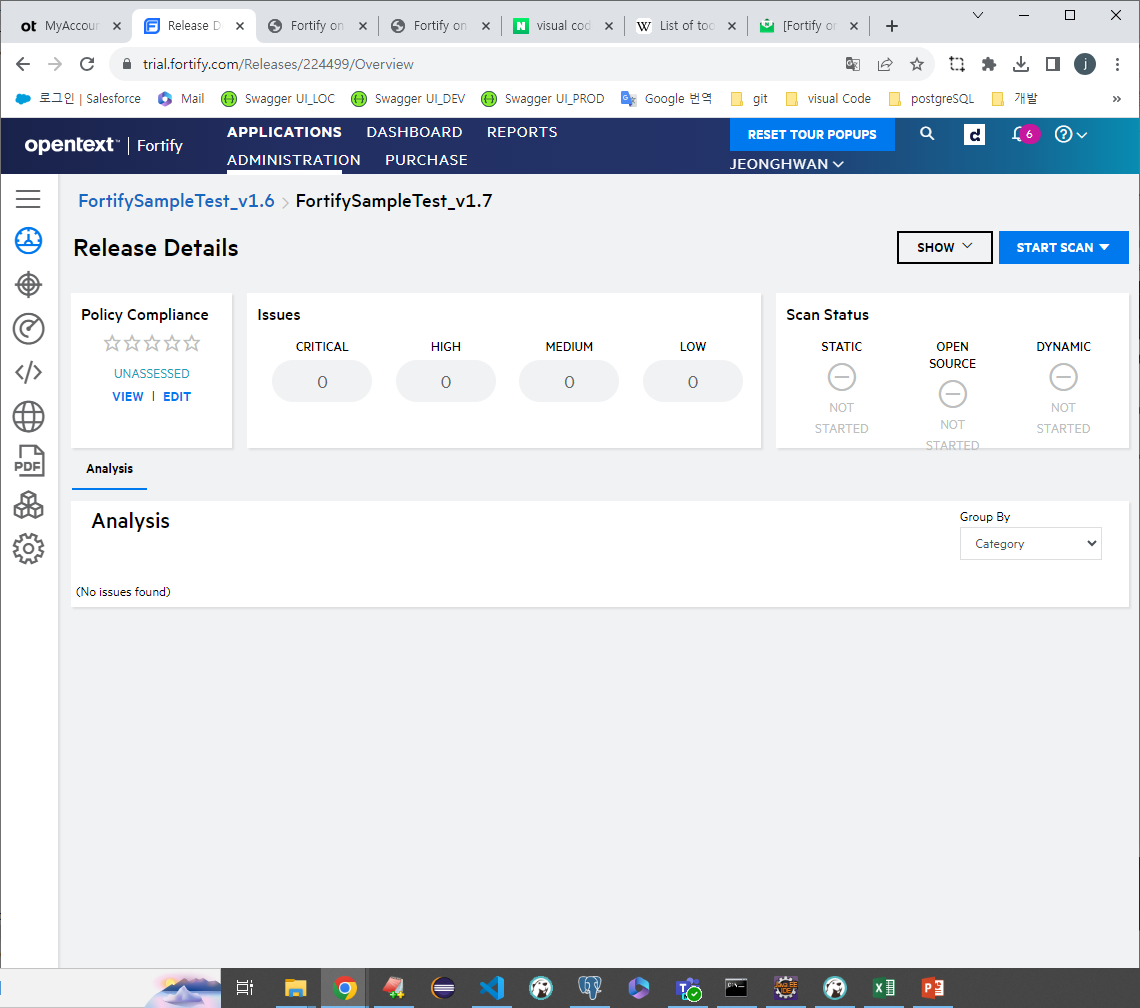 ot MyAccoun Release D Fortify on Fortify on visual cod List of too [Fortify or
trial.fortify.com/Releases/224499/Overview j
로그인 | Salesforce Mail Swagger UI_LOC Swagger UI_DEV Swagger UI_PROD Google 번역 git visual Code postgreSQL 개발 »
opentext™ | Fortify APPLICATIONS DASHBOARD REPORTS RESET TOUR POPUPS d 6
ADMINISTRATION PURCHASE JEONGHWAN
FortifySampleTest_v1.6 > FortifySampleTest_v1.7
Release Details SHOW START SCAN
Policy Compliance Issues Scan Status
CRITICAL HIGH MEDIUM LOW STATIC OPEN DYNAMIC
SOURCE
UNASSESSED 0 0 0 0
VIEW | EDIT
NOT NOT NOT
STARTED STARTED STARTED
PDF
Analysis
Analysis Group By
Category
(No issues found)